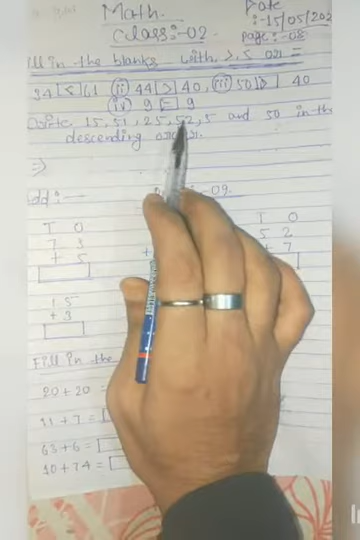 Math
Date
:-15/05/202
Class:-02
page:-08
Fill in the blanks with >, < or =
34 < 41 (ii) 44 > 40, (iii) 50 > 40
(iv) 9 = 9
Write 15, 51, 25, 52, 5 and 50 in the
descending order.
⇒
Add :— -09.
T O T O
7 3 5 2
+ 5 + 7
1 5 +
+ 3
Fill in the
20+20 =
21+7 =
63+6 =
10+74 =